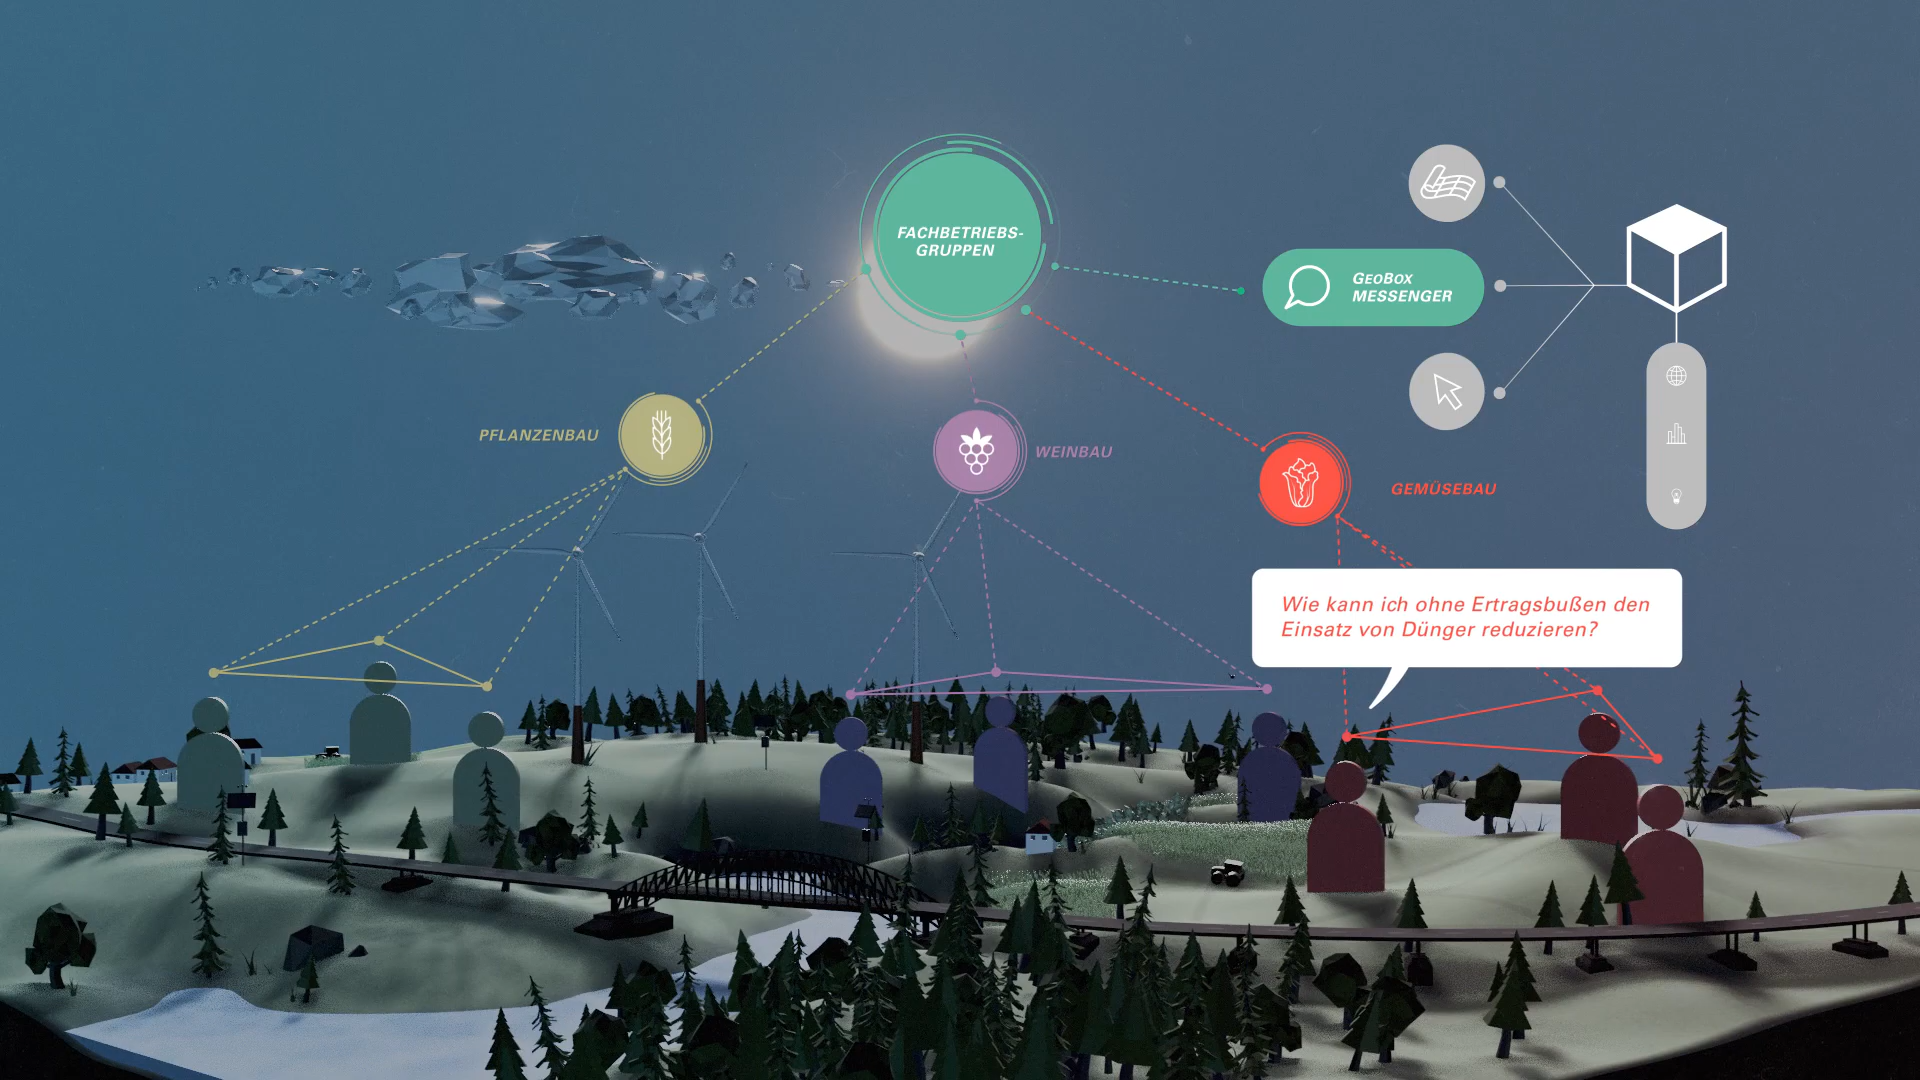 FACHBETRIEBS-
GRUPPEN
GEOBOX
MESSENGER
PFLANZENBAU
WEINBAU
GEMÜSEBAU
Wie kann ich ohne Ertragsbußen den
Einsatz von Dünger reduzieren?